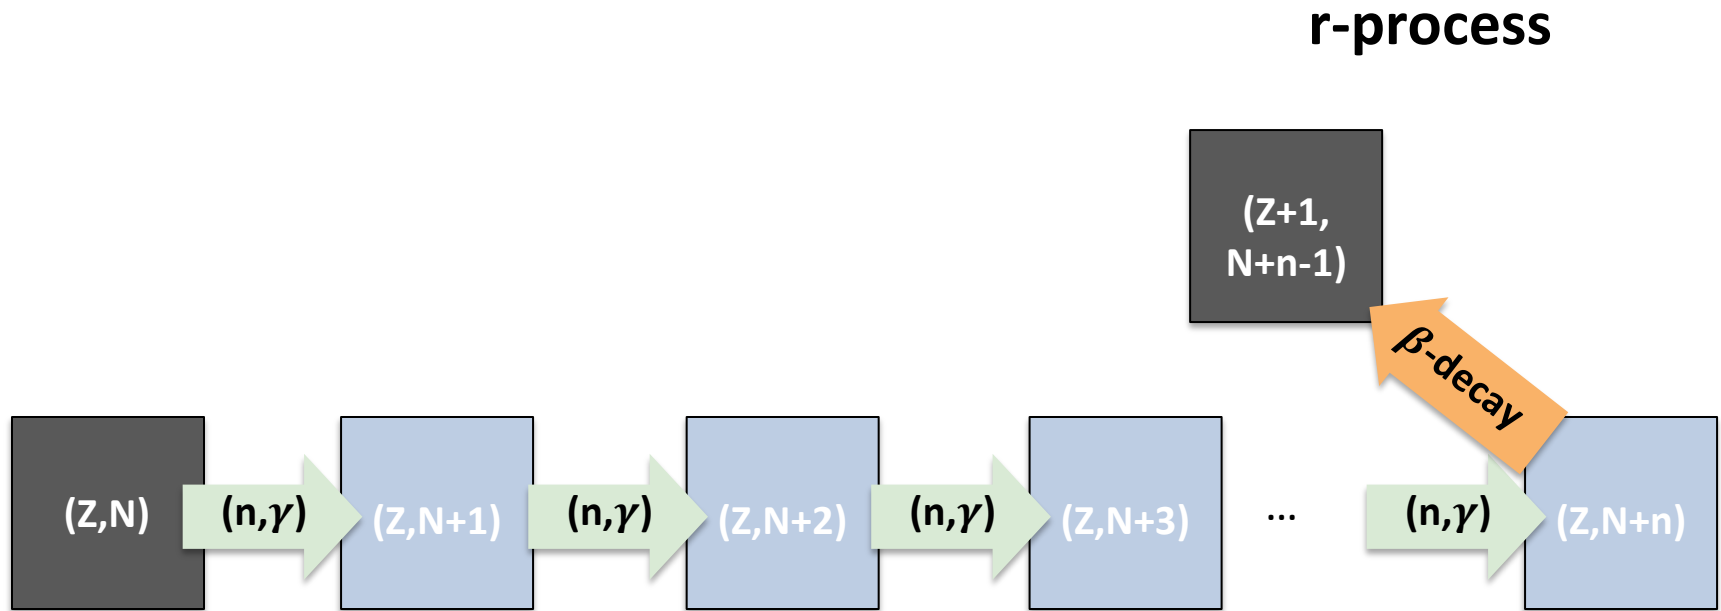 r-process
(Z+1,
N+n-1)
β-decay
(Z,N)
(n,γ)
(Z,N+1)
(n,γ)
(Z,N+2)
(n,γ)
(Z,N+3)
...
(n,γ)
(Z,N+n)